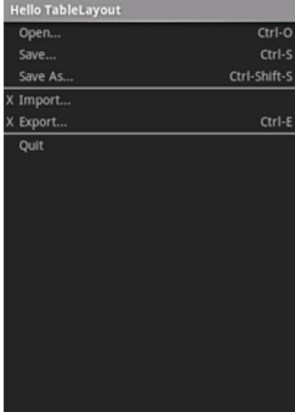 Hello TableLayout
Open... Ctrl-O
Save... Ctrl-S
Save As... Ctrl-Shift-S
X Import...
X Export... Ctrl-E
Quit